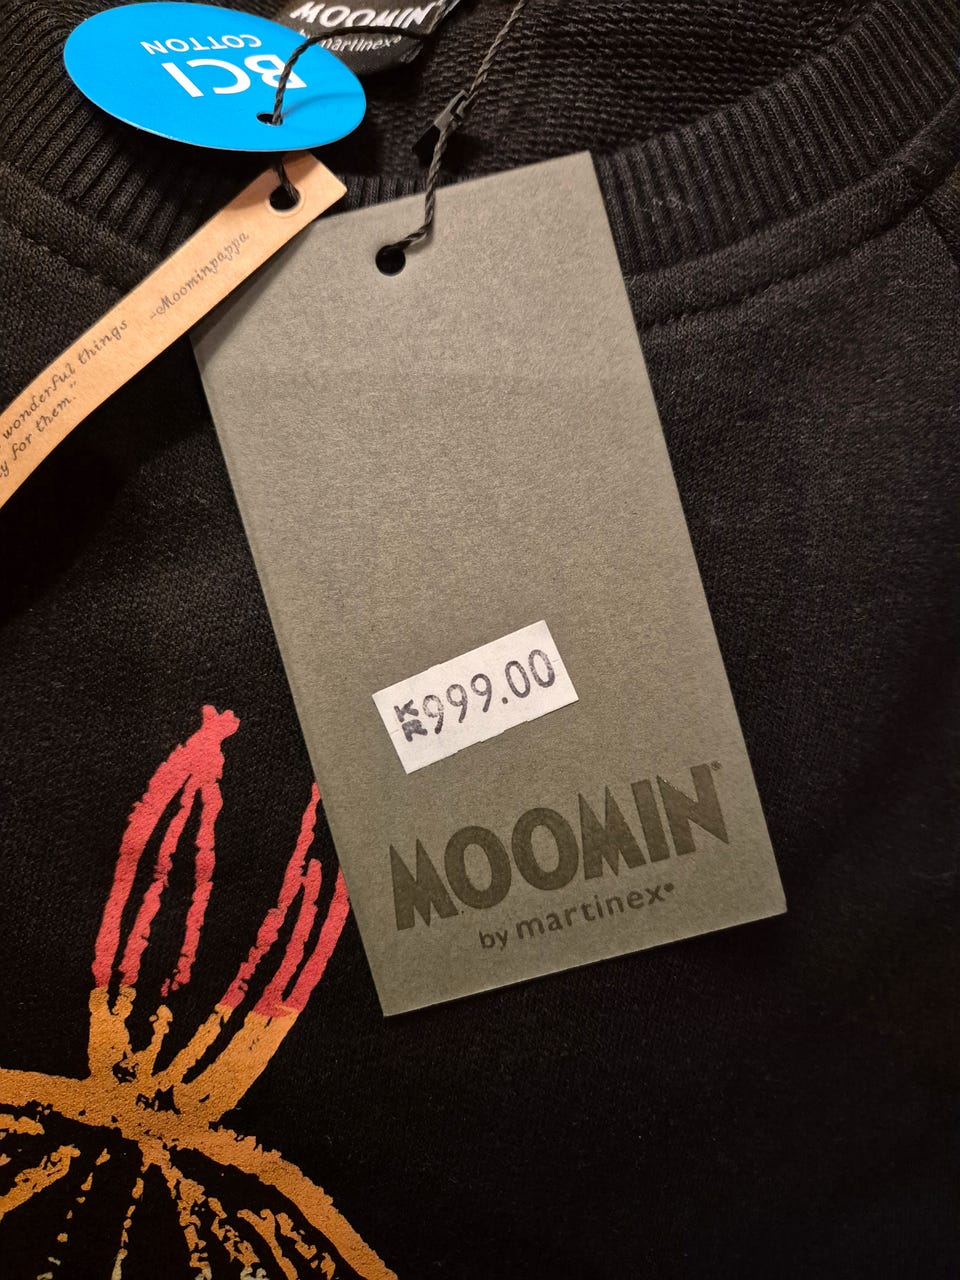 MOOMIN
by martinex®
BCI
COTTON
wonderful things
for them."
-Moominpappa
KR999.00
MOOMIN®
by martinex®